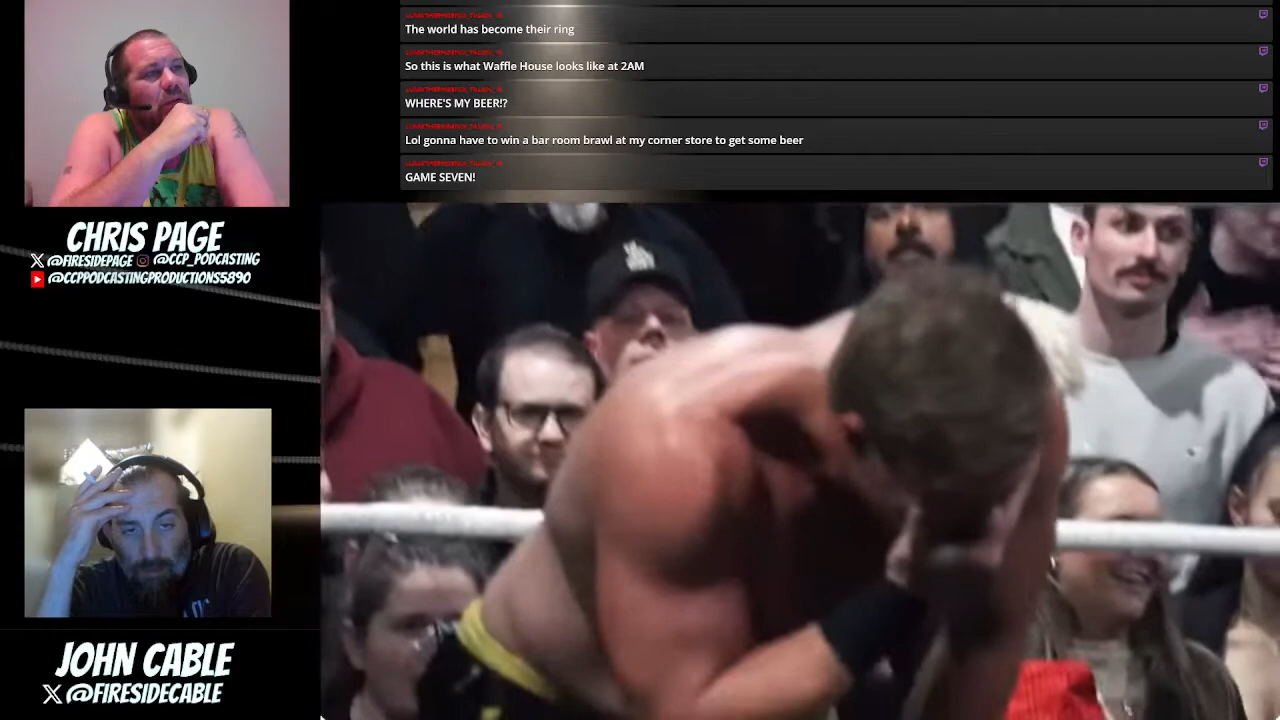 The world has become their ring
So this is what Waffle House looks like at 2AM
WHERE'S MY BEER!?
Lol gonna have to win a bar room brawl at my corner store to get some beer
GAME SEVEN!
CHRIS PAGE
@FIRESIDEPAGE @CCP_PODCASTING
@CCPPODCASTINGPRODUCTIONS5890
JOHN CABLE
@FIRESIDECABLE